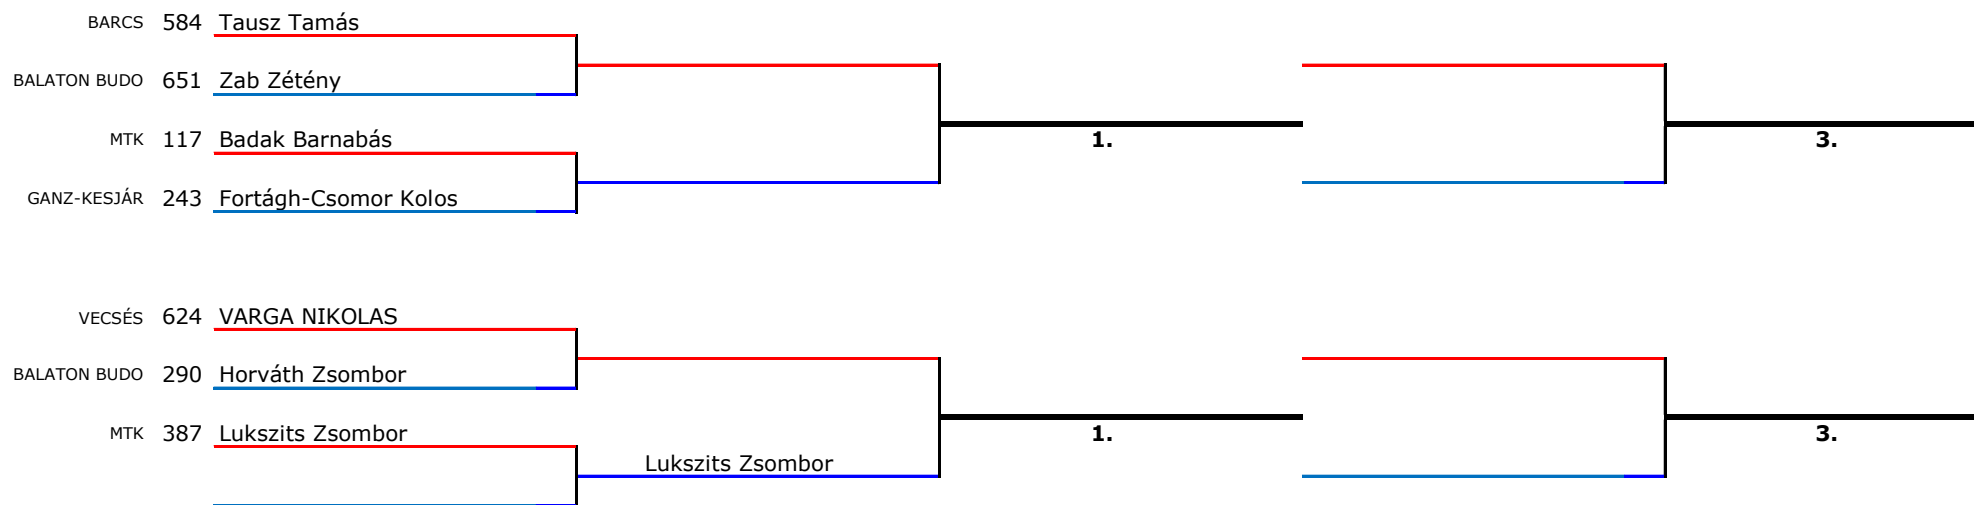 BARCS 584 Tausz Tamás
BALATON BUDO 651 Zab Zétény
MTK 117 Badak Barnabás
1.
3.
GANZ-KESJÁR 243 Fortágh-Csomor Kolos
VECSÉS 624 VARGA NIKOLAS
BALATON BUDO 290 Horváth Zsombor
MTK 387 Lukszits Zsombor
1.
3.
Lukszits Zsombor